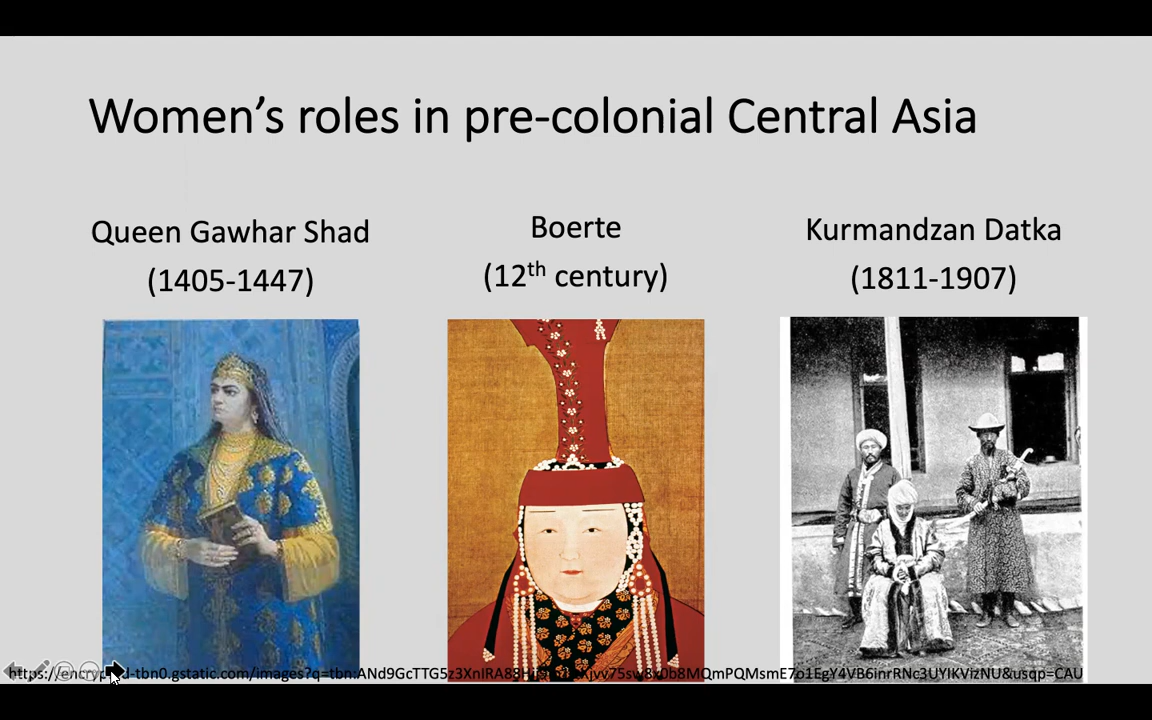 Women’s roles in pre-colonial Central Asia
Queen Gawhar Shad
(1405-1447)
Boerte
(12th century)
Kurmandzan Datka
(1811-1907)